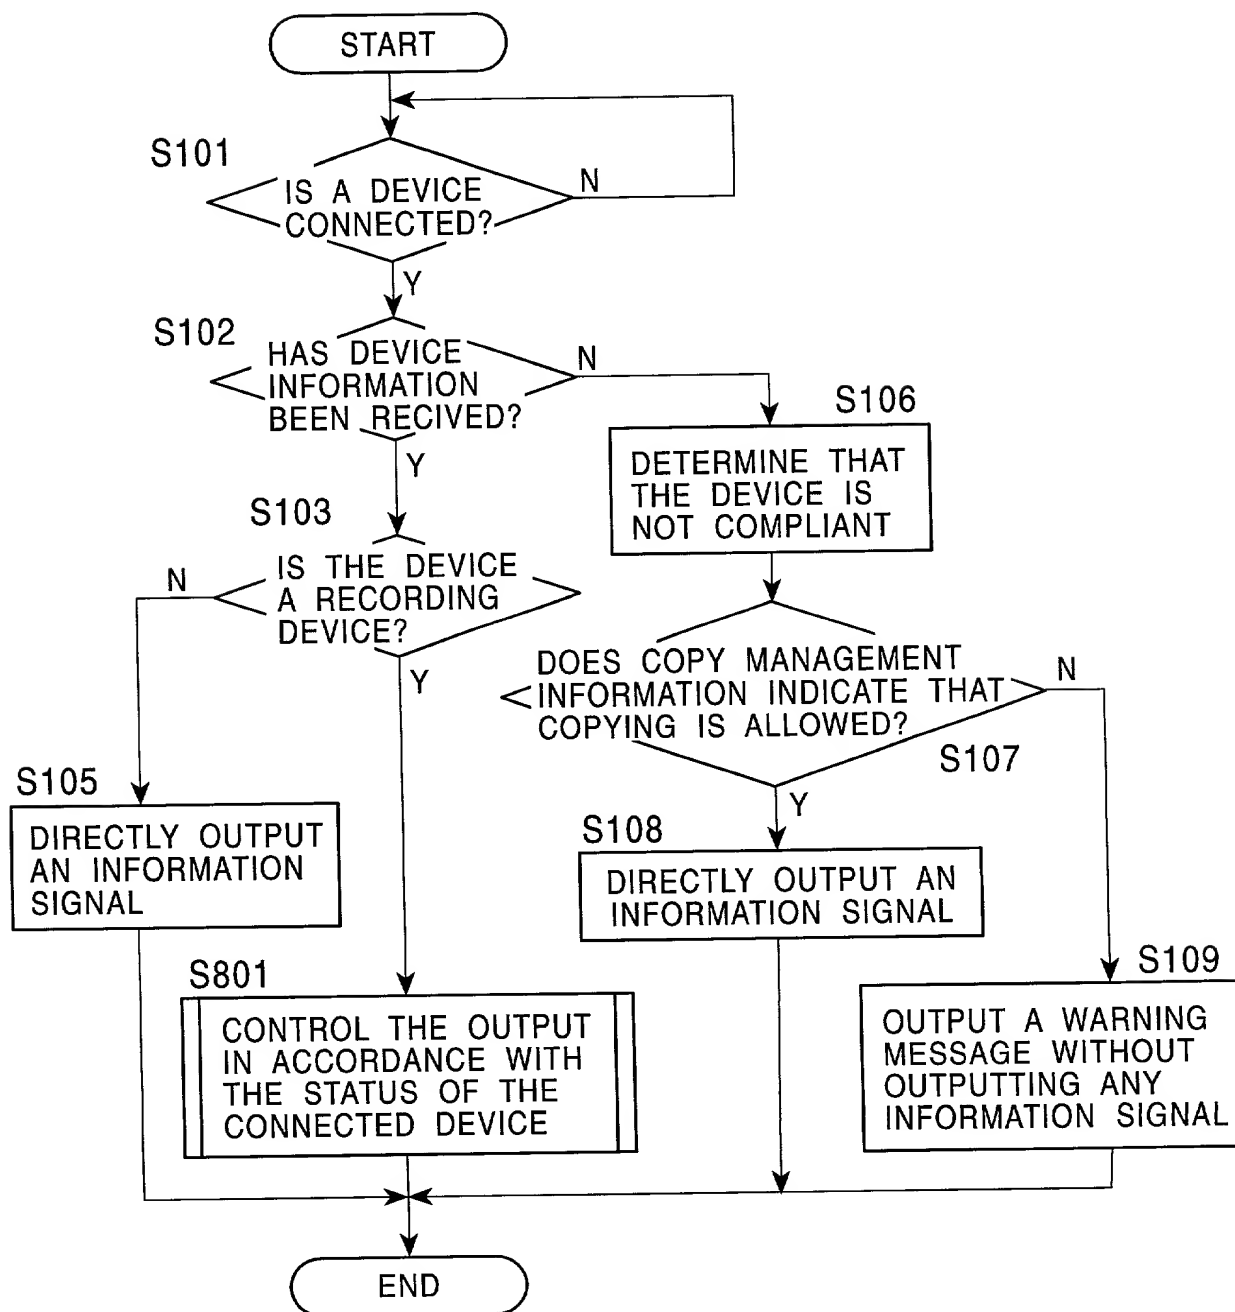 START
S101
IS A DEVICE
CONNECTED?
N
Y
S102
HAS DEVICE
INFORMATION
BEEN RECIVED?
N
Y
S106
DETERMINE THAT
THE DEVICE IS
NOT COMPLIANT
S103
IS THE DEVICE
A RECORDING
DEVICE?
N
Y
DOES COPY MANAGEMENT
INFORMATION INDICATE THAT
COPYING IS ALLOWED?
N
S107
Y
S105
DIRECTLY OUTPUT
AN INFORMATION
SIGNAL
S108
DIRECTLY OUTPUT AN
INFORMATION SIGNAL
S801
CONTROL THE OUTPUT
IN ACCORDANCE WITH
THE STATUS OF THE
CONNECTED DEVICE
S109
OUTPUT A WARNING
MESSAGE WITHOUT
OUTPUTTING ANY
INFORMATION SIGNAL
END